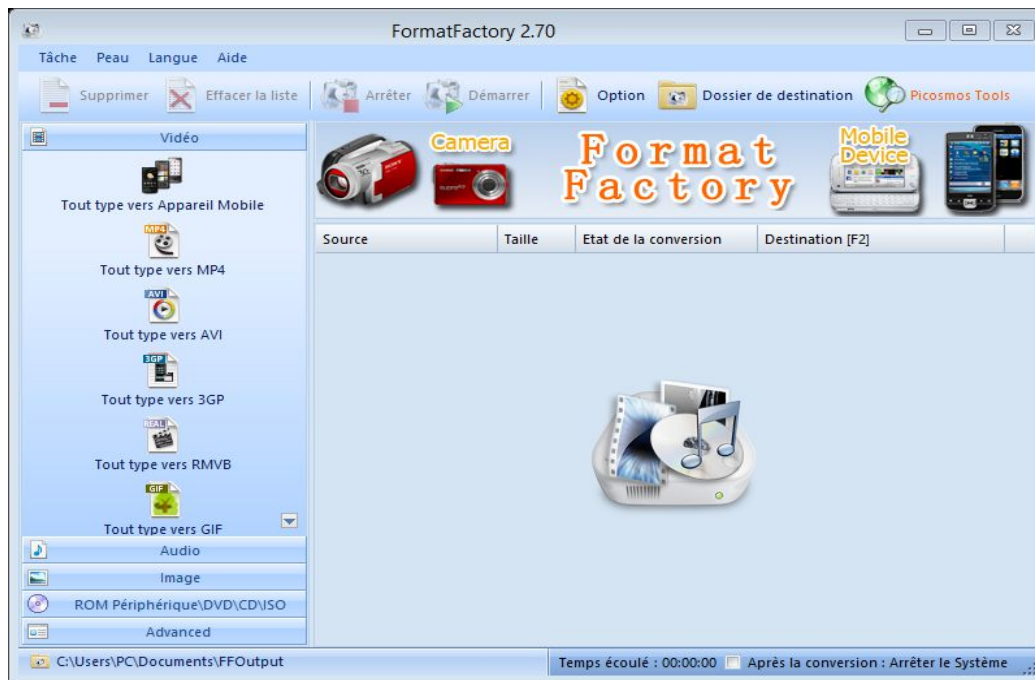 FormatFactory 2.70
Tâche Peau Langue Aide
Supprimer Effacer la liste Arrêter Démarrer Option Dossier de destination Picosmos Tools
Vidéo
Tout type vers Appareil Mobile
MP4
Tout type vers MP4
AVI
Tout type vers AVI
3GP
Tout type vers 3GP
REAL
Tout type vers RMVB
GIF
Tout type vers GIF
Audio
Image
ROM Périphérique\DVD\CD\ISO
Advanced
Camera
Format
Factory
Mobile
Device
Source Taille Etat de la conversion Destination [F2]
C:\Users\PC\Documents\FFOutput
Temps écoulé : 00:00:00 Après la conversion : Arrêter le Système